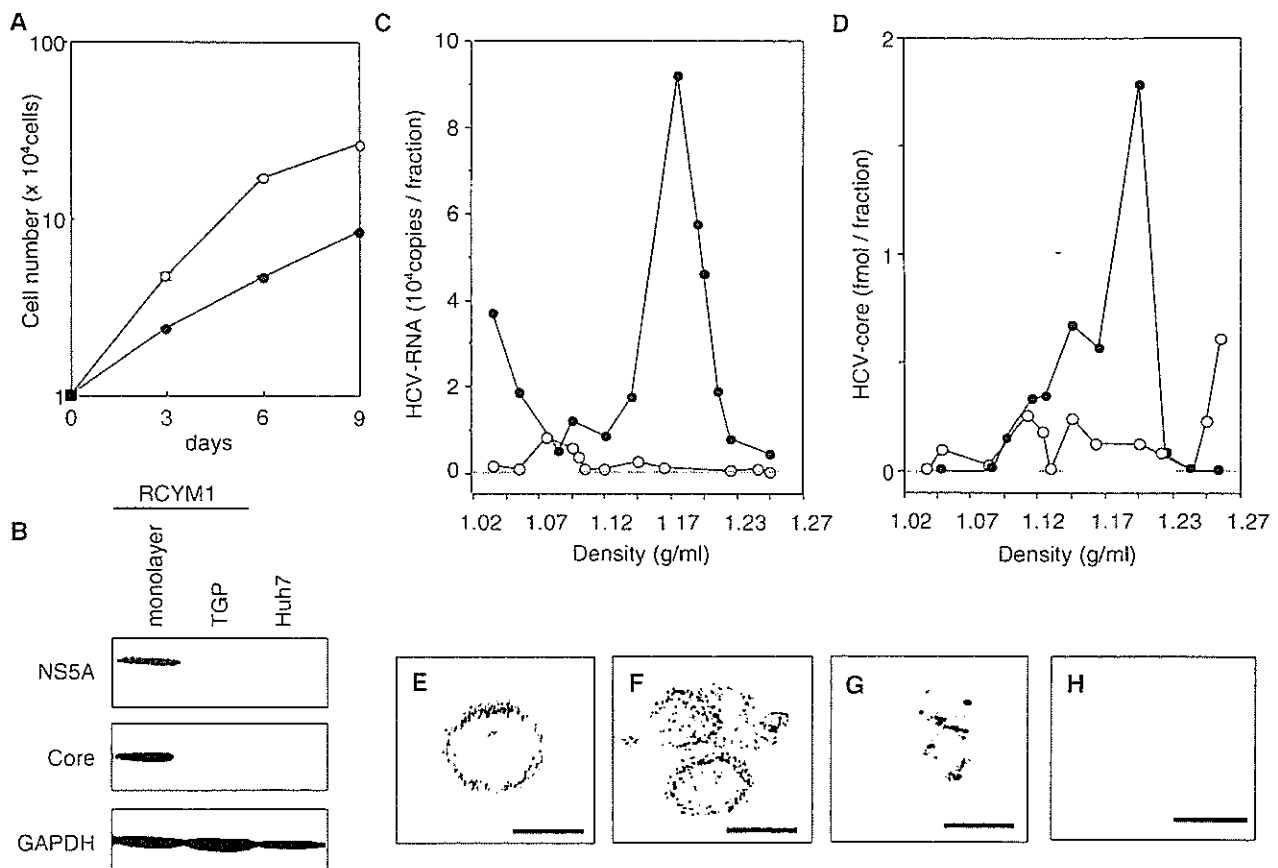 A
100
10
1
Cell number (x 10⁴cells)
0 3 6 9
days
C
10
8
6
4
2
0
HCV-RNA (10⁴copies / fraction)
1.02 1.07 1.12 1 17 1.23 1.27
Density (g/ml)
D
2
1
0
HCV-core (fmol / fraction)
1.02 1.07 1.12 1.17 1.23 1.27
Density (g/ml)
B
RCYM1
monolayer
TGP
Huh7
NS5A
Core
GAPDH
E
F
G
H